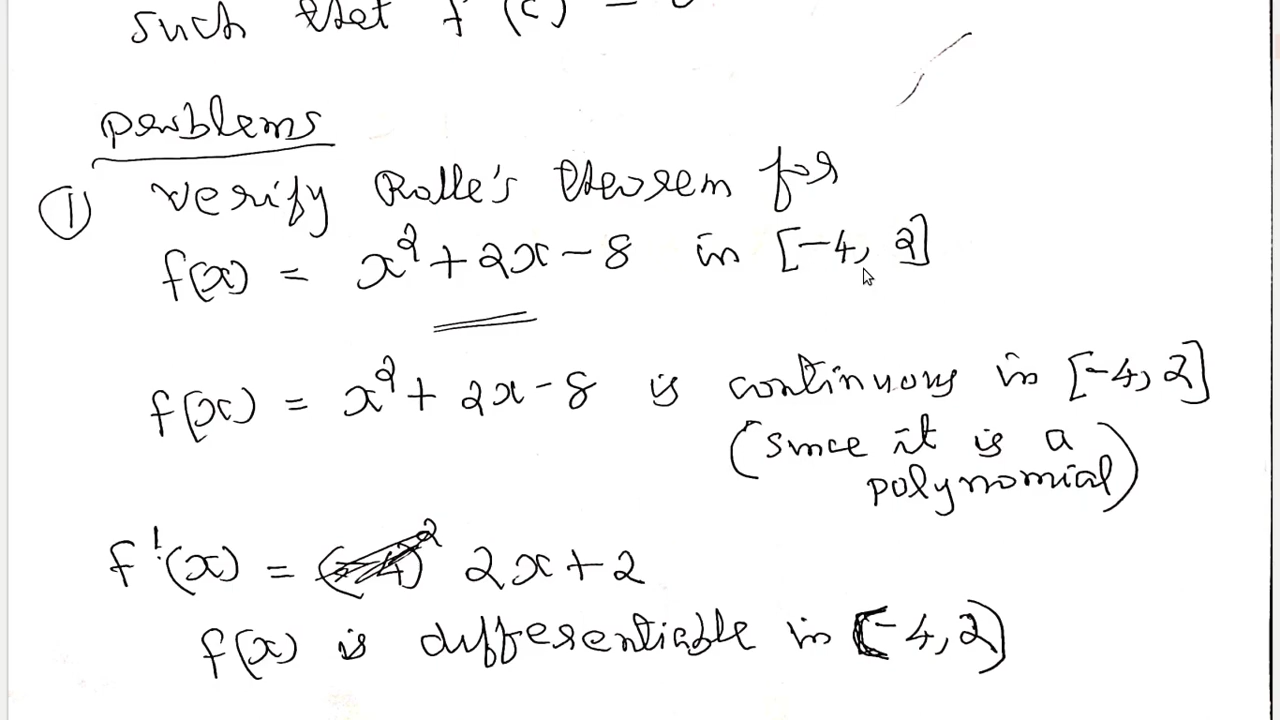 such that f'(c) = 0
Problems
① verify Rolle's theorem for
f(x) = x² + 2x - 8 in [-4, 2]
f(x) = x² + 2x - 8 is continuous in [-4, 2]
(since it is a
polynomial)
f'(x) = 2x + 2
f(x) is differentiable in (-4, 2)